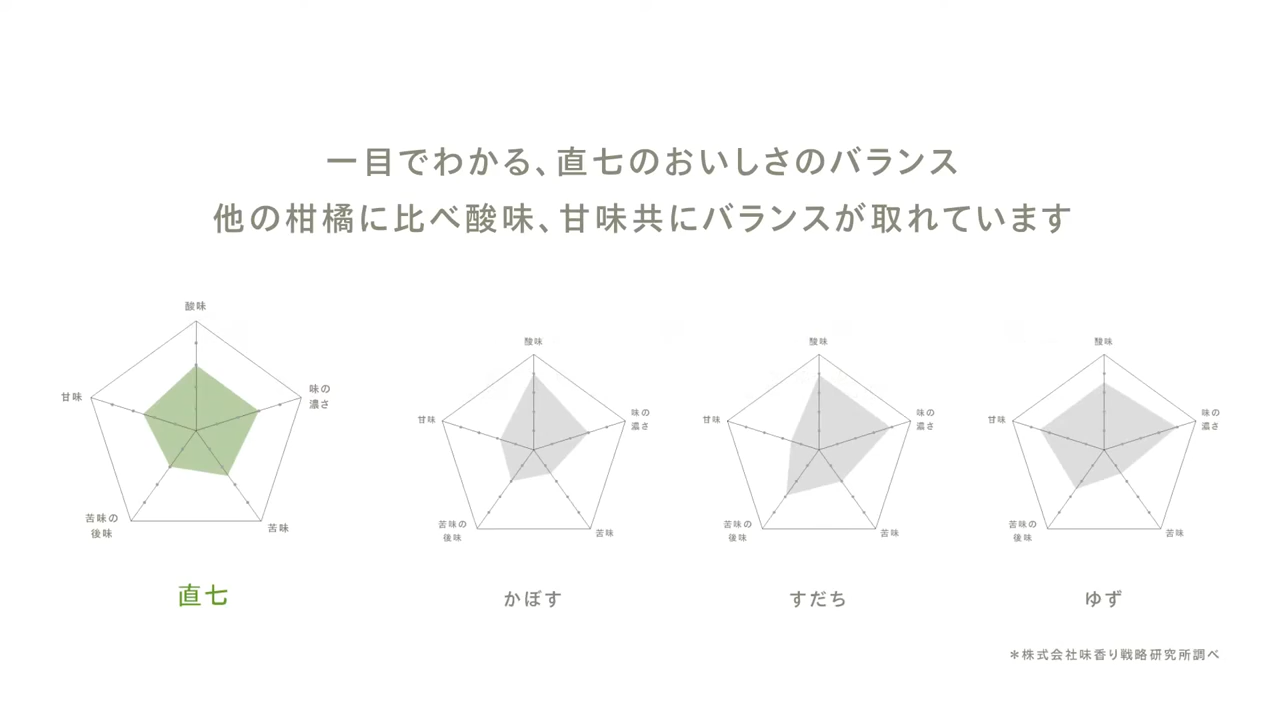 一目でわかる、直七のおいしさのバランス
他の柑橘に比べ酸味、甘味共にバランスが取れています
酸味
味の
濃さ
苦味
苦味の
後味
甘味
直七
酸味
味の
濃さ
苦味
苦味の
後味
甘味
かぼす
酸味
味の
濃さ
苦味
苦味の
後味
甘味
すだち
酸味
味の
濃さ
苦味
苦味の
後味
甘味
ゆず
＊株式会社味香り戦略研究所調べ